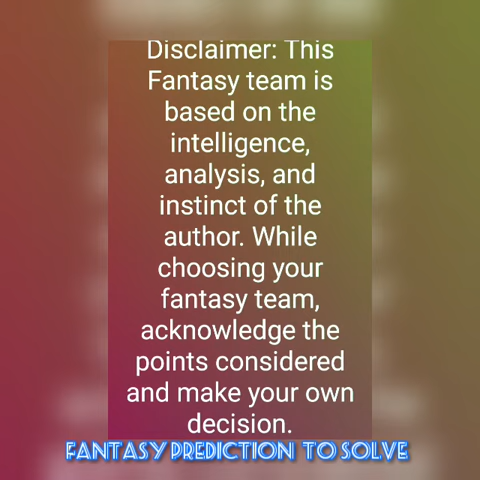 Disclaimer: This
Fantasy team is
based on the
intelligence,
analysis, and
instinct of the
author. While
choosing your
fantasy team,
acknowledge the
points considered
and make your own
decision.
FANTASY PREDICTION TO SOLVE